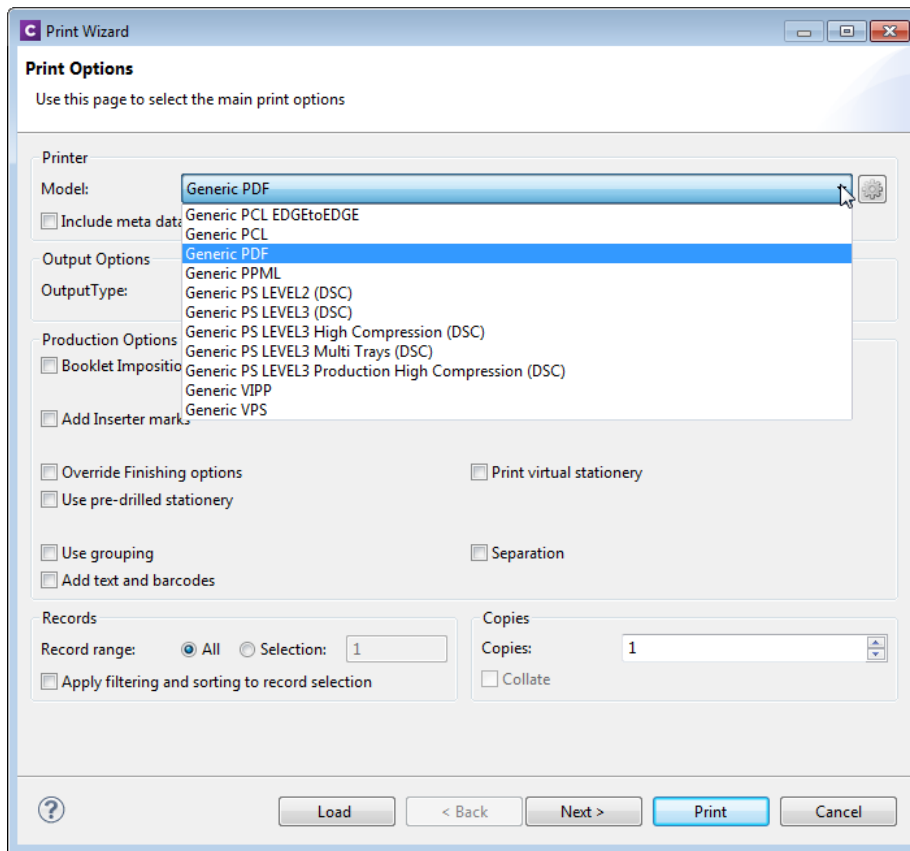 C Print Wizard
Print Options
Use this page to select the main print options
Printer
Model: Generic PDF
Include meta data
Generic PCL EDGEtoEDGE
Generic PCL
Generic PDF
Generic PPML
Generic PS LEVEL2 (DSC)
Generic PS LEVEL3 (DSC)
Generic PS LEVEL3 High Compression (DSC)
Generic PS LEVEL3 Multi Trays (DSC)
Generic PS LEVEL3 Production High Compression (DSC)
Generic VIPP
Generic VPS
Output Options
OutputType:
Production Options
Booklet Impositio
Add Inserter marks
Override Finishing options Print virtual stationery
Use pre-drilled stationery
Use grouping Separation
Add text and barcodes
Records Copies
Record range: All Selection: 1 Copies: 1
Apply filtering and sorting to record selection Collate
? Load < Back Next > Print Cancel